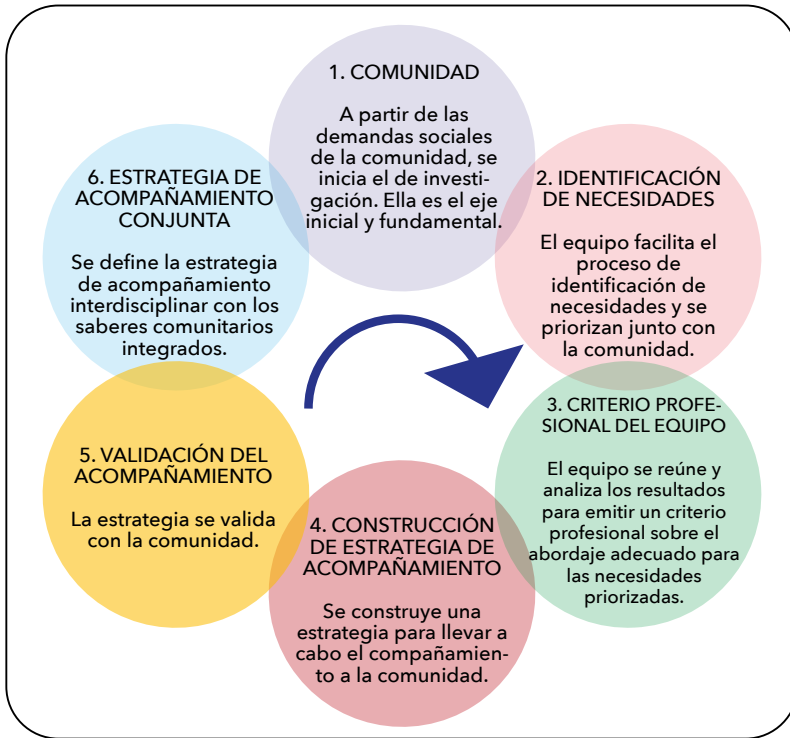 1. COMUNIDAD
A partir de las
demandas sociales
de la comunidad, se
inicia el de investi-
gación. Ella es el eje
inicial y fundamental.
2. IDENTIFICACIÓN
DE NECESIDADES
El equipo facilita el
proceso de
identificación de
necesidades y se
priorizan junto con
la comunidad.
3. CRITERIO PROFE-
SIONAL DEL EQUIPO
El equipo se reúne y
analiza los resultados
para emitir un criterio
profesional sobre el
abordaje adecuado para
las necesidades
priorizadas.
4. CONSTRUCCIÓN
DE ESTRATEGIA DE
ACOMPAÑAMIENTO
Se construye una
estrategia para llevar a
cabo el compañamien-
to a la comunidad.
5. VALIDACIÓN DEL
ACOMPAÑAMIENTO
La estrategia se valida
con la comunidad.
6. ESTRATEGIA DE
ACOMPAÑAMIENTO
CONJUNTA
Se define la estrategia
de acompañamiento
interdisciplinar con los
saberes comunitarios
integrados.